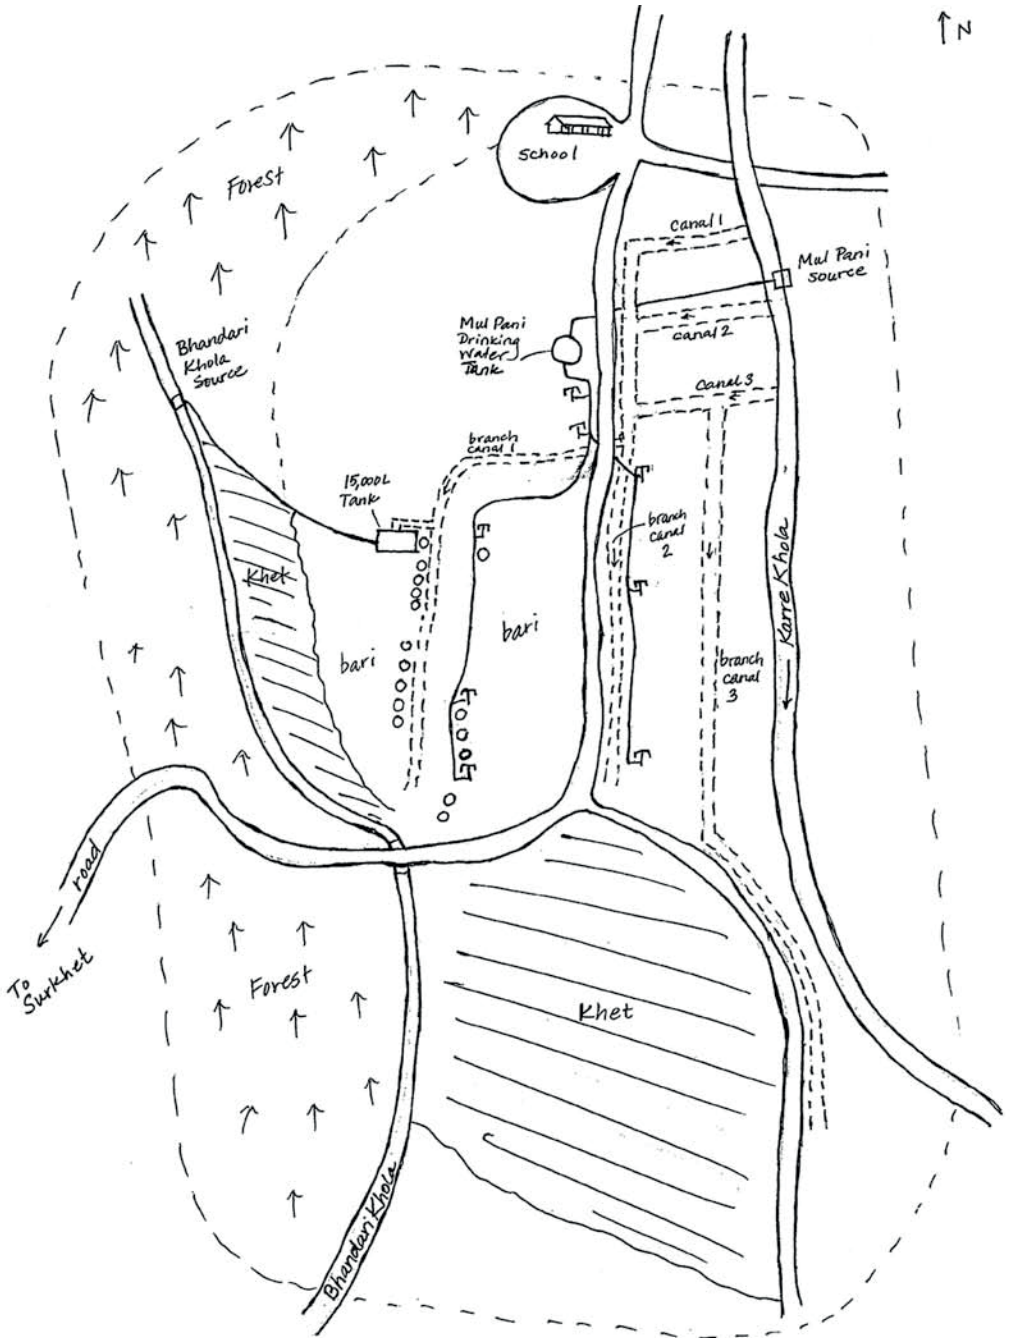 N
school
Forest
canal 1
Mul Pani
source
Bhandari
Khola
Source
Mul Pani
Drinking
Water
Tank
canal 2
canal 3
branch
canal 1
15,000L
Tank
branch
canal
2
Khet
Karre Khola
bari
bari
branch
canal
3
road
To
Surkhet
Forest
Khet
Bhandari Khola